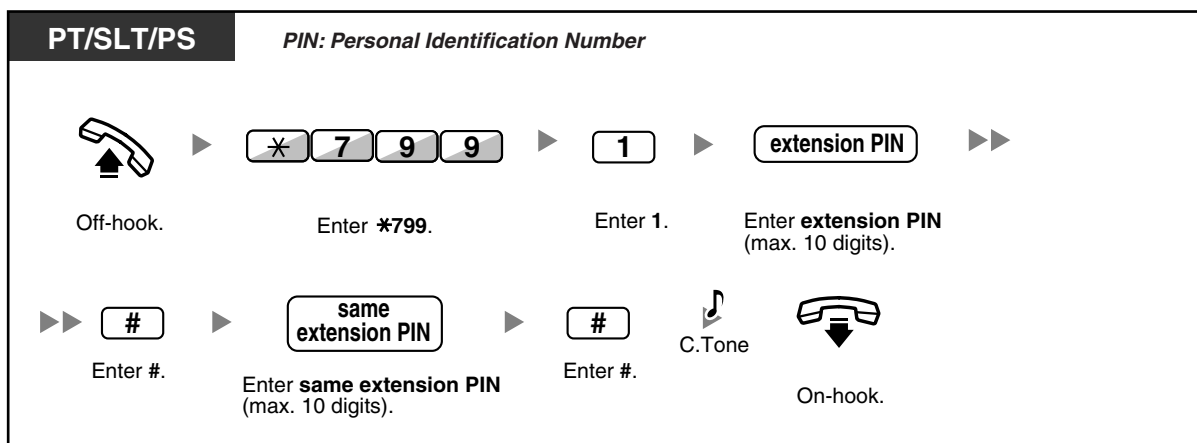 PT/SLT/PS
PIN: Personal Identification Number
* 7 9 9
1
extension PIN
Off-hook.
Enter *799.
Enter 1.
Enter extension PIN
(max. 10 digits).
#
same
extension PIN
#
C.Tone
Enter #.
Enter same extension PIN
(max. 10 digits).
Enter #.
On-hook.